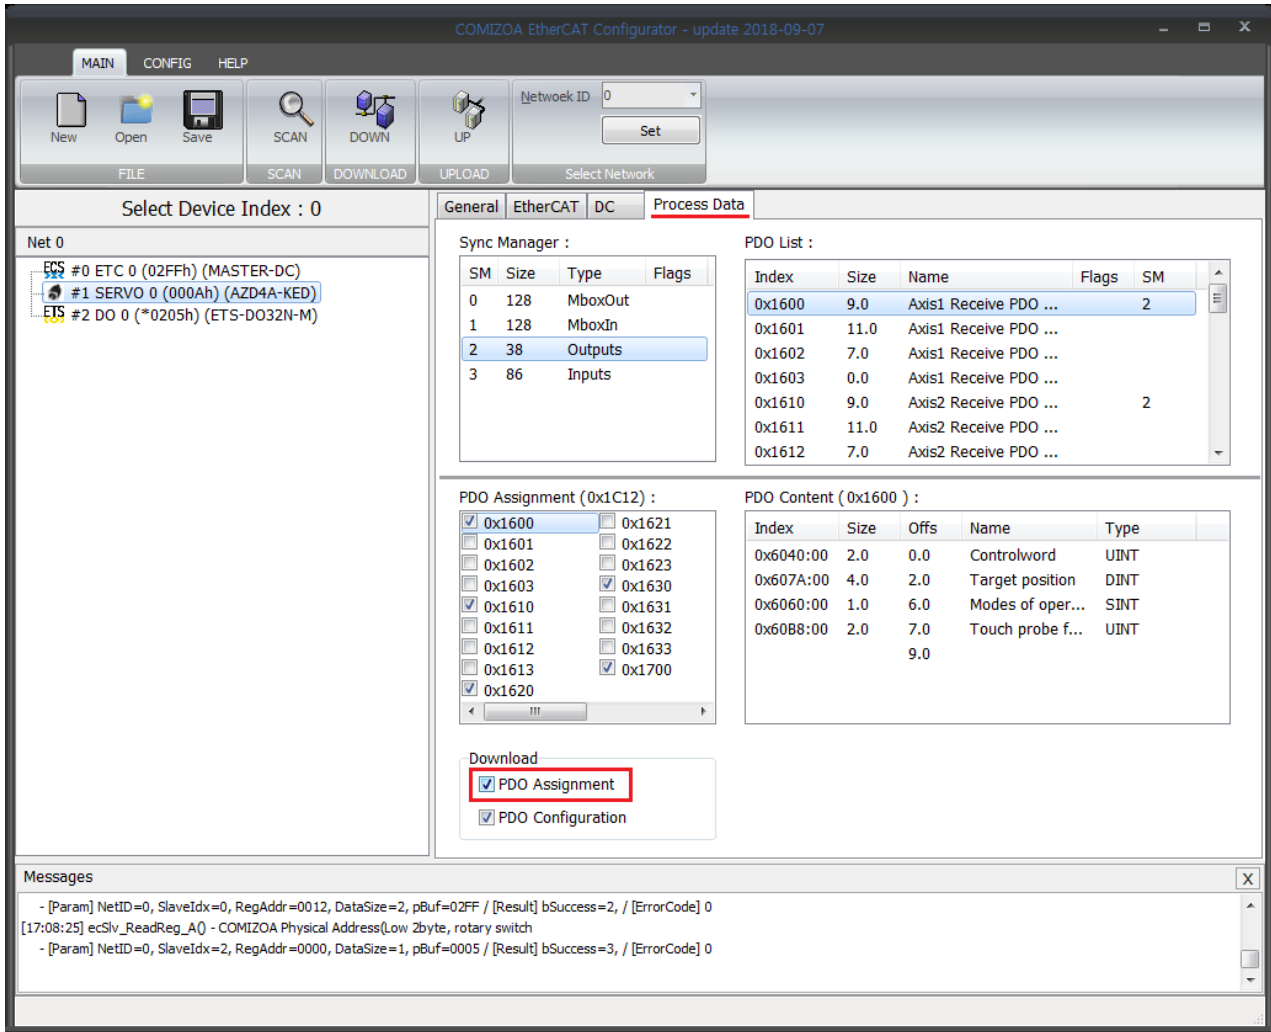 COMIZOA EtherCAT Configurator - update 2018-09-07
MAIN CONFIG HELP
New Open Save SCAN DOWN UP Netwoek ID 0
Set
FILE SCAN DOWNLOAD UPLOAD Select Network
Select Device Index : 0
Net 0
ECS #0 ETC 0 (02FFh) (MASTER-DC)
#1 SERVO 0 (000Ah) (AZD4A-KED)
ETS #2 DO 0 (*0205h) (ETS-DO32N-M)
General EtherCAT DC Process Data
Sync Manager :
SM Size Type Flags
0 128 MboxOut
1 128 MboxIn
2 38 Outputs
3 86 Inputs
PDO List :
Index Size Name Flags SM
0x1600 9.0 Axis1 Receive PDO ... 2
0x1601 11.0 Axis1 Receive PDO ...
0x1602 7.0 Axis1 Receive PDO ...
0x1603 0.0 Axis1 Receive PDO ...
0x1610 9.0 Axis2 Receive PDO ... 2
0x1611 11.0 Axis2 Receive PDO ...
0x1612 7.0 Axis2 Receive PDO ...
PDO Assignment (0x1C12) :
0x1600 0x1621
0x1601 0x1622
0x1602 0x1623
0x1603 0x1630
0x1610 0x1631
0x1611 0x1632
0x1612 0x1633
0x1613 0x1700
0x1620
PDO Content ( 0x1600 ) :
Index Size Offs Name Type
0x6040:00 2.0 0.0 Controlword UINT
0x607A:00 4.0 2.0 Target position DINT
0x6060:00 1.0 6.0 Modes of oper... SINT
0x60B8:00 2.0 7.0 Touch probe f... UINT
9.0
Download
PDO Assignment
PDO Configuration
Messages
- [Param] NetID=0, SlaveIdx=0, RegAddr=0012, DataSize=2, pBuf=02FF / [Result] bSuccess=2, / [ErrorCode] 0
[17:08:25] ecSlv_ReadReg_A() - COMIZOA Physical Address(Low 2byte, rotary switch
- [Param] NetID=0, SlaveIdx=2, RegAddr=0000, DataSize=1, pBuf=0005 / [Result] bSuccess=3, / [ErrorCode] 0